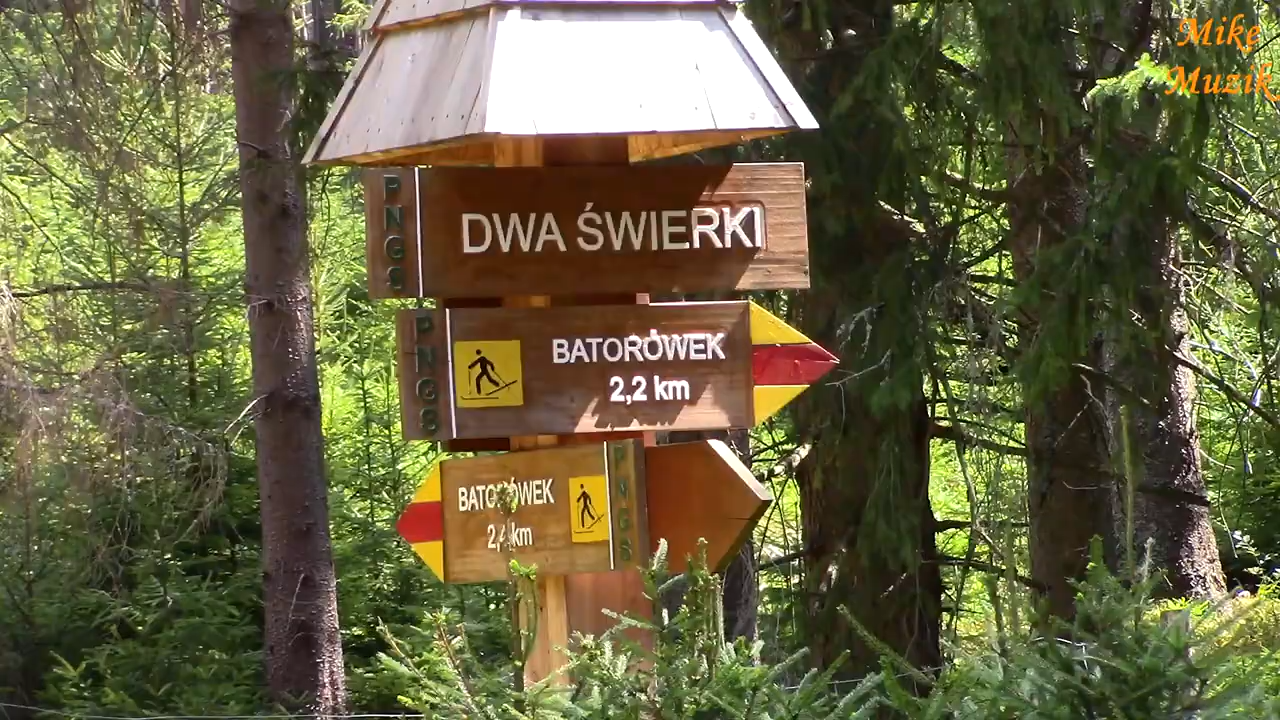 Mike
Muzik
PNGS
DWA ŚWIERKI
PNGS
BATORÓWEK
2,2 km
BATORÓWEK
2,4 km
PNGS